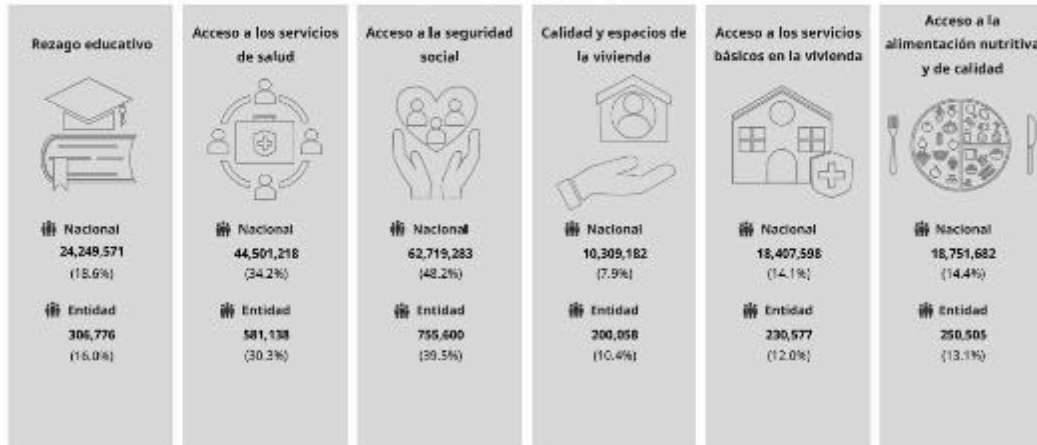 Rezago educativo
Nacional
24,249,571
(18.6%)
Entidad
306,776
(16.0%)
Acceso a los servicios
de salud
Nacional
44,501,218
(34.2%)
Entidad
581,138
(30.3%)
Acceso a la seguridad
social
Nacional
62,719,283
(48.2%)
Entidad
755,600
(39.5%)
Calidad y espacios de
la vivienda
Nacional
10,309,182
(7.9%)
Entidad
200,058
(10.4%)
Acceso a los servicios
básicos en la vivienda
Nacional
18,407,598
(14.1%)
Entidad
230,577
(12.0%)
Acceso a la
alimentación nutritiva
y de calidad
Nacional
18,751,682
(14.4%)
Entidad
250,505
(13.1%)